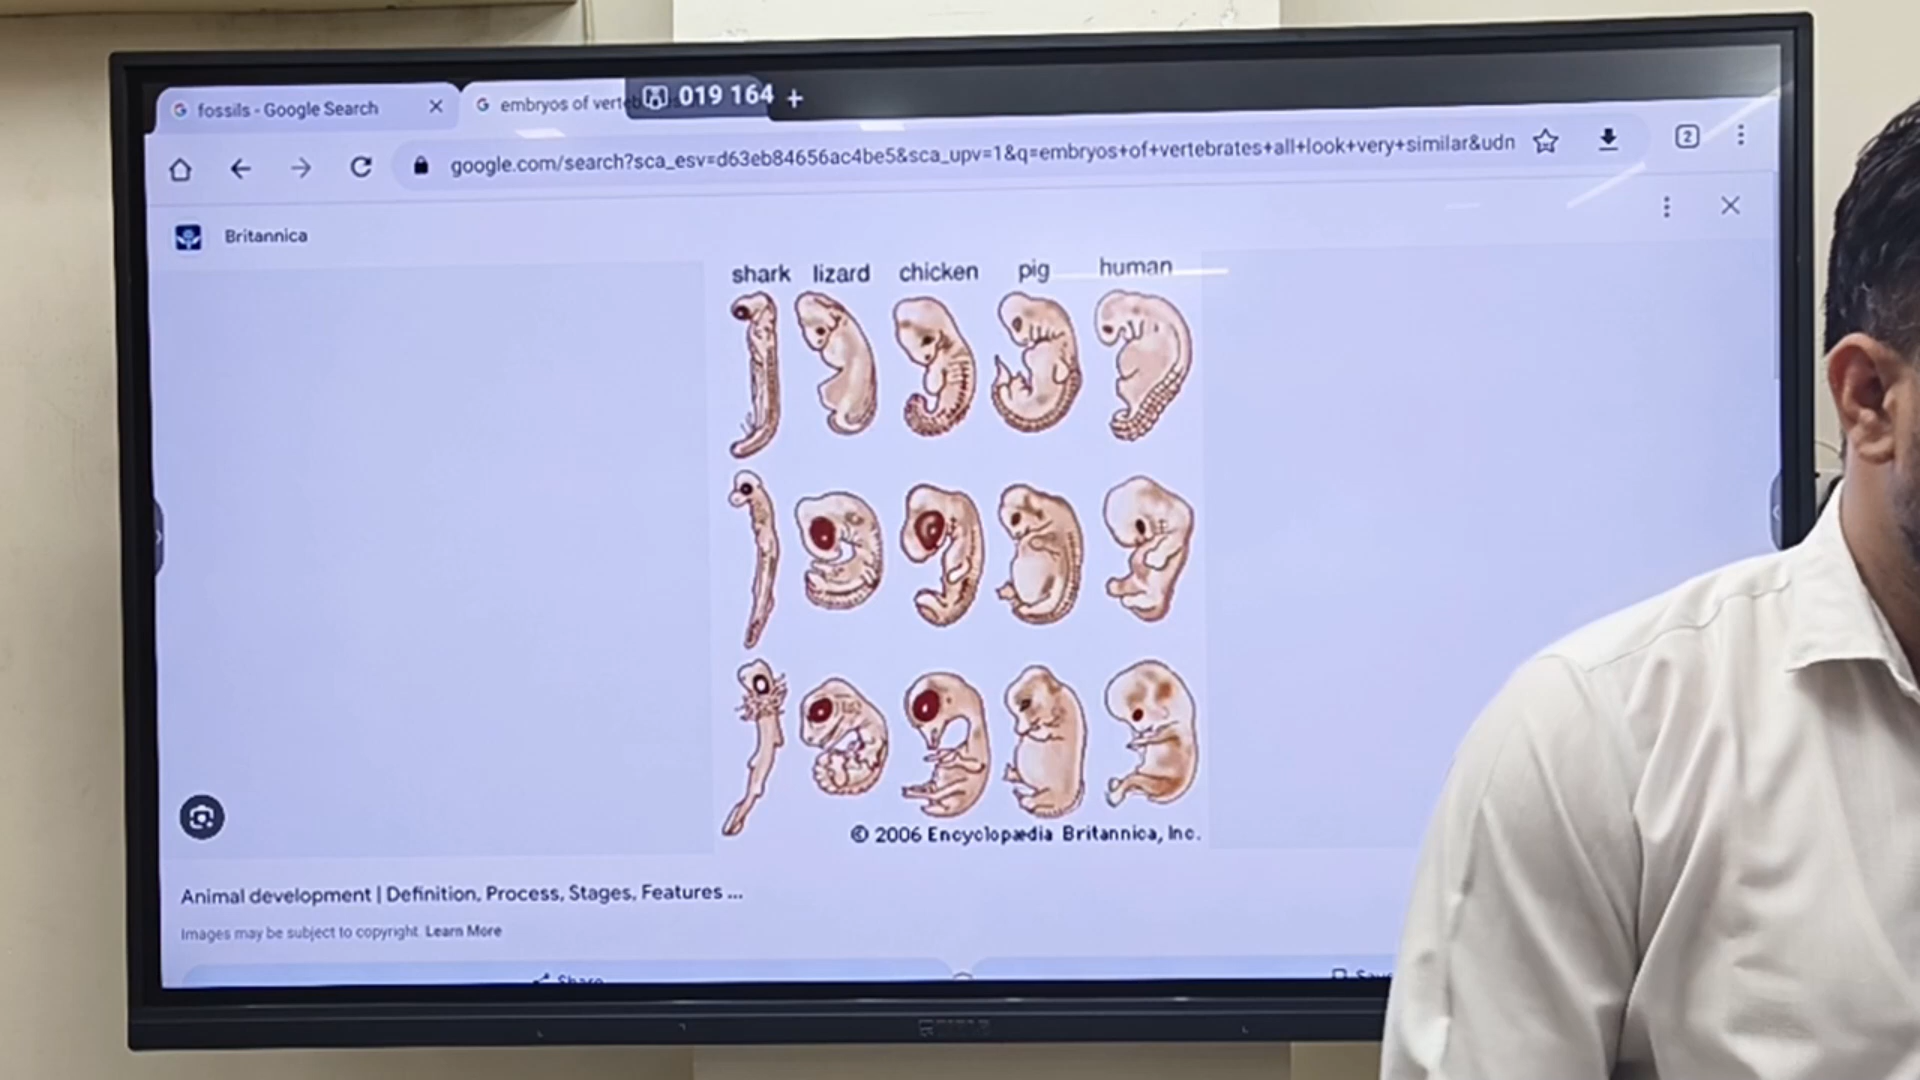 fossils - Google Search
embryos of verte
019 164
google.com/search?sca_esv=d63eb84656ac4be5&sca_upv=1&q=embryos+of+vertebrates+all+look+very+similar&udn
2
Britannica
shark lizard chicken pig human
© 2006 Encyclopædia Britannica, Inc.
Animal development | Definition, Process, Stages, Features ...
Images may be subject to copyright. Learn More
Share